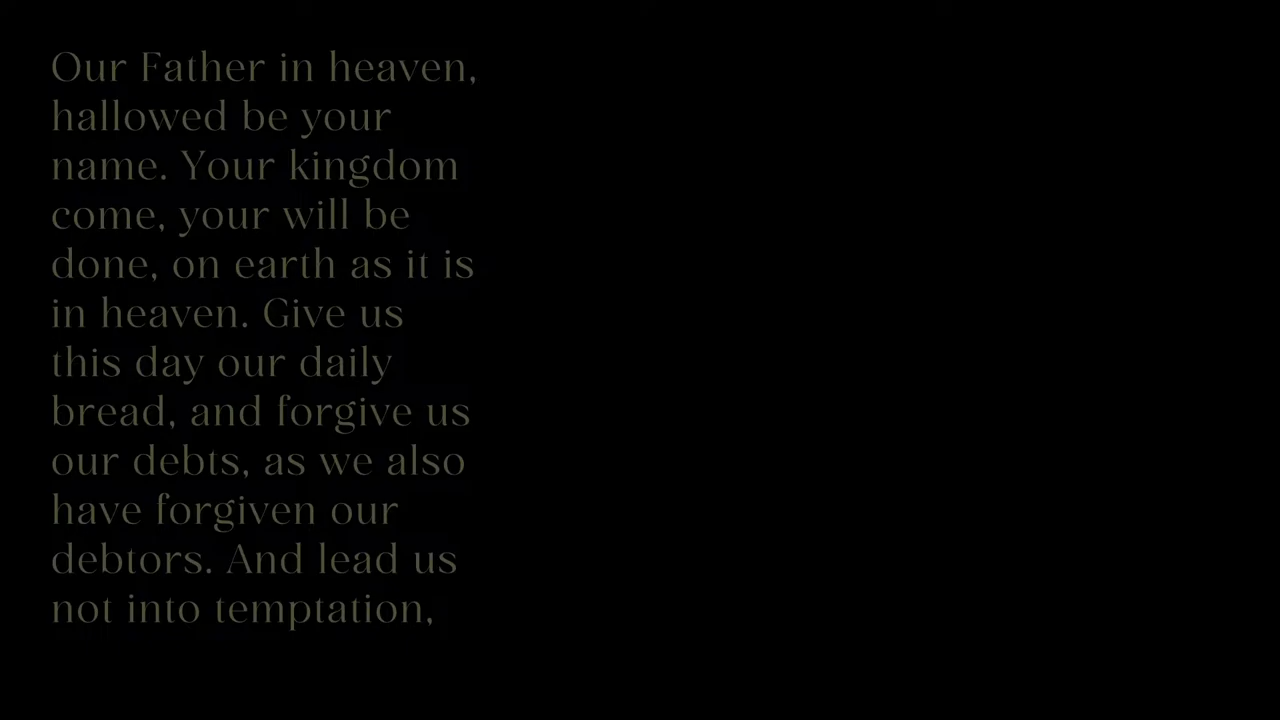 Our Father in heaven,
hallowed be your
name. Your kingdom
come, your will be
done, on earth as it is
in heaven. Give us
this day our daily
bread, and forgive us
our debts, as we also
have forgiven our
debtors. And lead us
not into temptation,